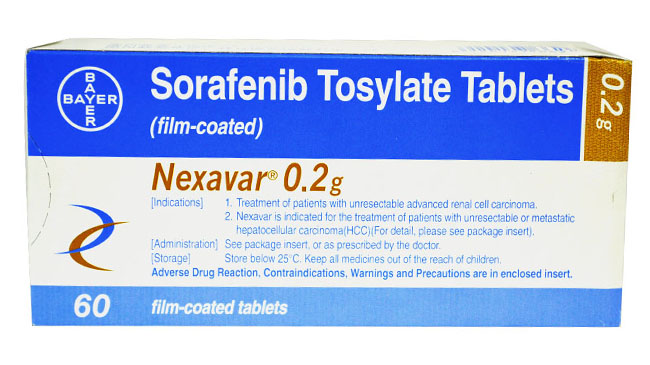 BAYER
BAYER
Sorafenib Tosylate Tablets
(film-coated)
0.2g
Nexavar® 0.2g
[Indications] 1. Treatment of patients with unresectable advanced renal cell carcinoma.
2. Nexavar is indicated for the treatment of patients with unresectable or metastatic
hepatocellular carcinoma(HCC)(For detail, please see package insert).
[Administration] See package insert, or as prescribed by the doctor.
[Storage] Store below 25°C. Keep all medicines out of the reach of children.
Adverse Drug Reaction, Contraindications, Warnings and Precautions are in enclosed insert.
60 film-coated tablets